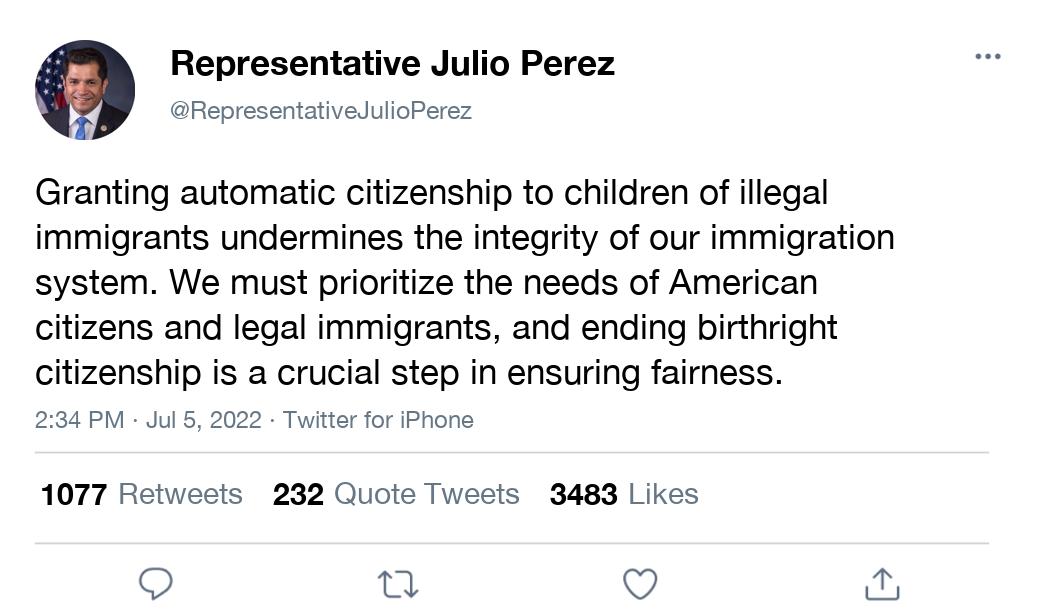 Representative Julio Perez
@RepresentativeJulioPerez
Granting automatic citizenship to children of illegal
immigrants undermines the integrity of our immigration
system. We must prioritize the needs of American
citizens and legal immigrants, and ending birthright
citizenship is a crucial step in ensuring fairness.
2:34 PM · Jul 5, 2022 · Twitter for iPhone
1077 Retweets 232 Quote Tweets 3483 Likes